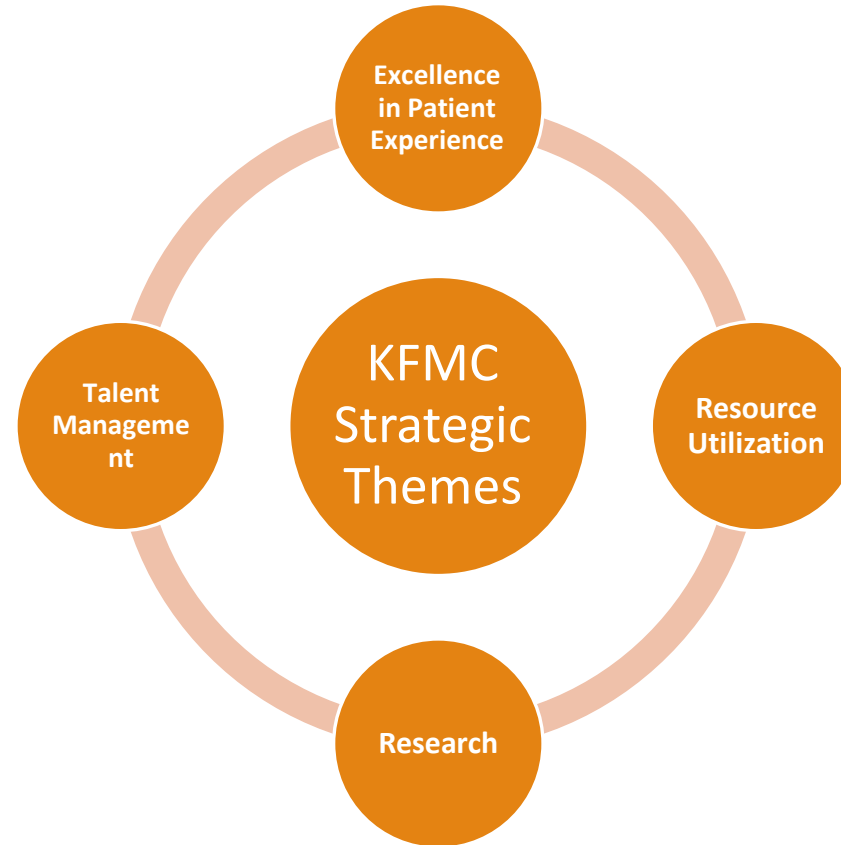 Excellence
in Patient
Experience
KFMC
Strategic
Themes
Talent
Manageme
nt
Resource
Utilization
Research